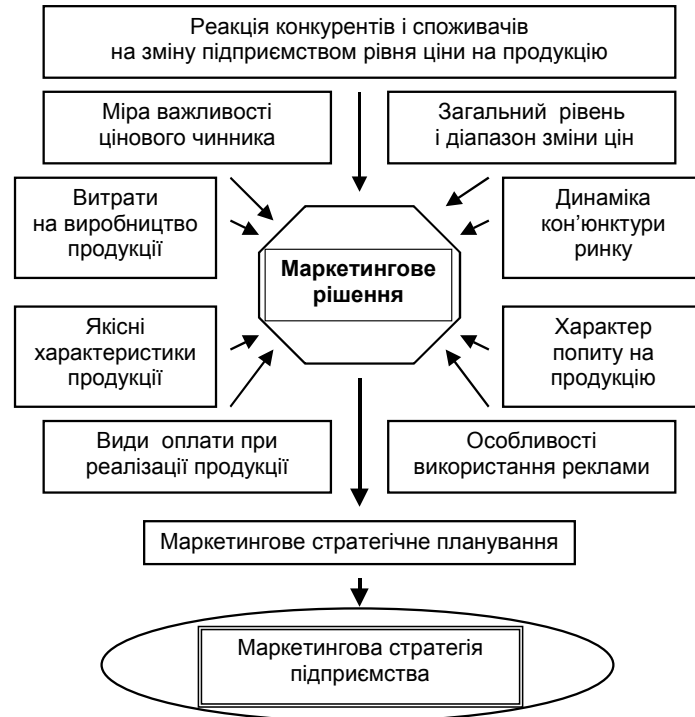 Реакція конкурентів і споживачів
на зміну підприємством рівня ціни на продукцію
Міра важливості
цінового чинника
Загальний рівень
і діапазон зміни цін
Витрати
на виробництво
продукції
Динаміка
кон’юнктури
ринку
Маркетингове
рішення
Якісні
характеристики
продукції
Характер
попиту на
продукцію
Види оплати при
реалізації продукції
Особливості
використання реклами
Маркетингове стратегічне планування
Маркетингова стратегія
підприємства